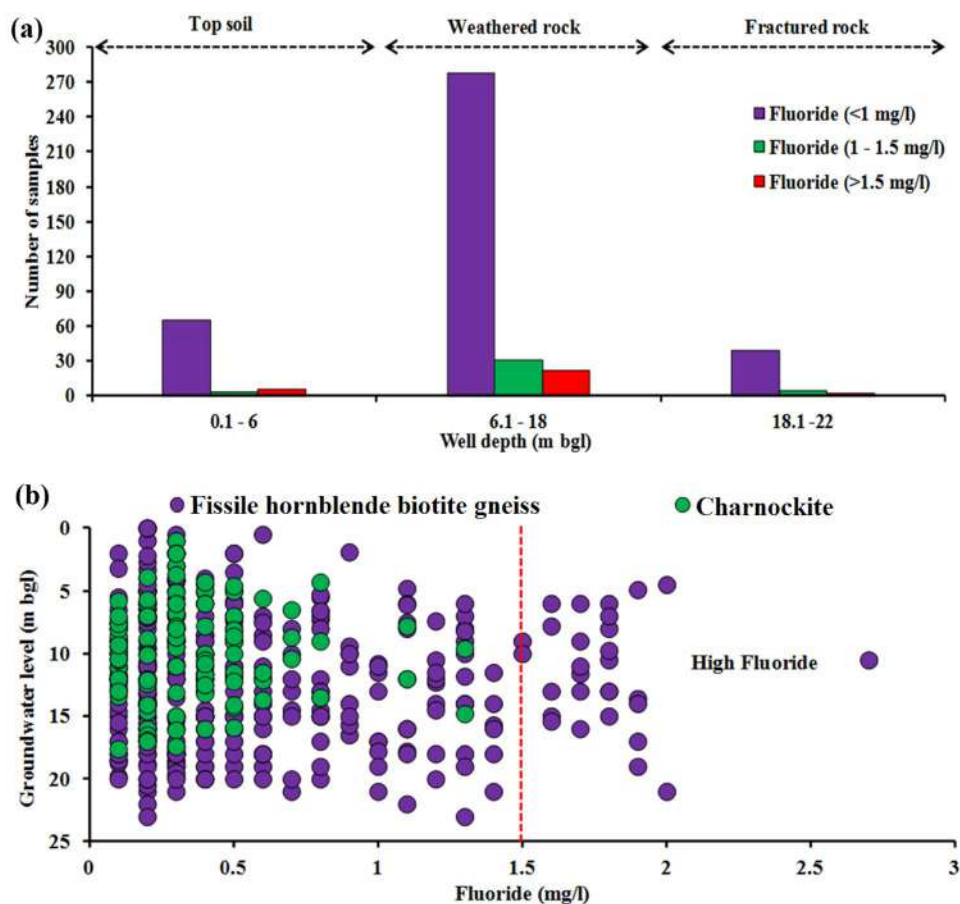 (a)
Top soil
Weathered rock
Fractured rock
300
270
240
210
180
150
120
90
60
30
0
Number of samples
Fluoride (<1 mg/l)
Fluoride (1 - 1.5 mg/l)
Fluoride (>1.5 mg/l)
0.1 - 6
6.1 - 18
18.1 -22
Well depth (m bgl)
(b)
Fissile hornblende biotite gneiss
Charnockite
0
5
10
15
20
25
Groundwater level (m bgl)
High Fluoride
0
0.5
1
1.5
2
2.5
3
Fluoride (mg/l)